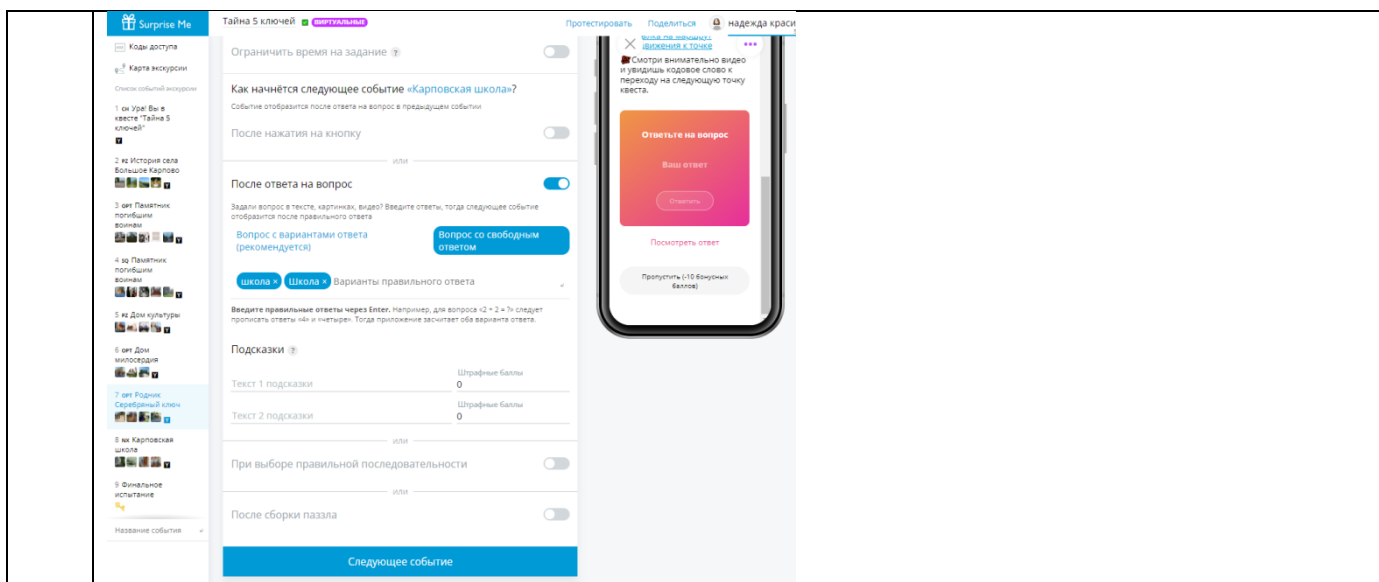 Surprise Me
Тайна 5 ключей ВИРТУАЛЬНЫЕ
Протестировать Поделиться надежда краси
Коды доступа
Карта экскурсии
Список событий экскурсии
1 Ура! Вы в
квесте "Тайна 5
ключей"
2 История села
Большое Карпово
3 Памятник
погибшим
воинам
4 Памятник
погибшим
воинам
5 Дом культуры
6 Дом
милосердия
7 Родник
Серебряный ключ
8 Карповская
школа
9 Финальное
испытание
Название события
Ограничить время на задание ?
Как начнётся следующее событие «Карповская школа»?
Событие отобразится после ответа на вопрос в предыдущем событии
После нажатия на кнопку
или
После ответа на вопрос
Задали вопрос в тексте, картинках, видео? Введите ответы, тогда следующее событие
отобразится после правильного ответа
Вопрос с вариантами ответа
(рекомендуется)
Вопрос со свободным
ответом
школа × Школа × Варианты правильного ответа
Введите правильные ответы через Enter. Например, для вопроса «2 + 2 = ?» следует
прописать ответы «4» и «четыре». Тогда приложение засчитает оба варианта ответа.
Подсказки ?
Штрафные баллы
Текст 1 подсказки 0
Штрафные баллы
Текст 2 подсказки 0
или
При выборе правильной последовательности
или
После сборки паззла
Следующее событие
движения к точке
Смотри внимательно видео
и увидишь кодовое слово к
переходу на следующую точку
квеста.
Ответьте на вопрос
Ваш ответ
Ответить
Посмотреть ответ
Пропустить (-10 бонусных
баллов)